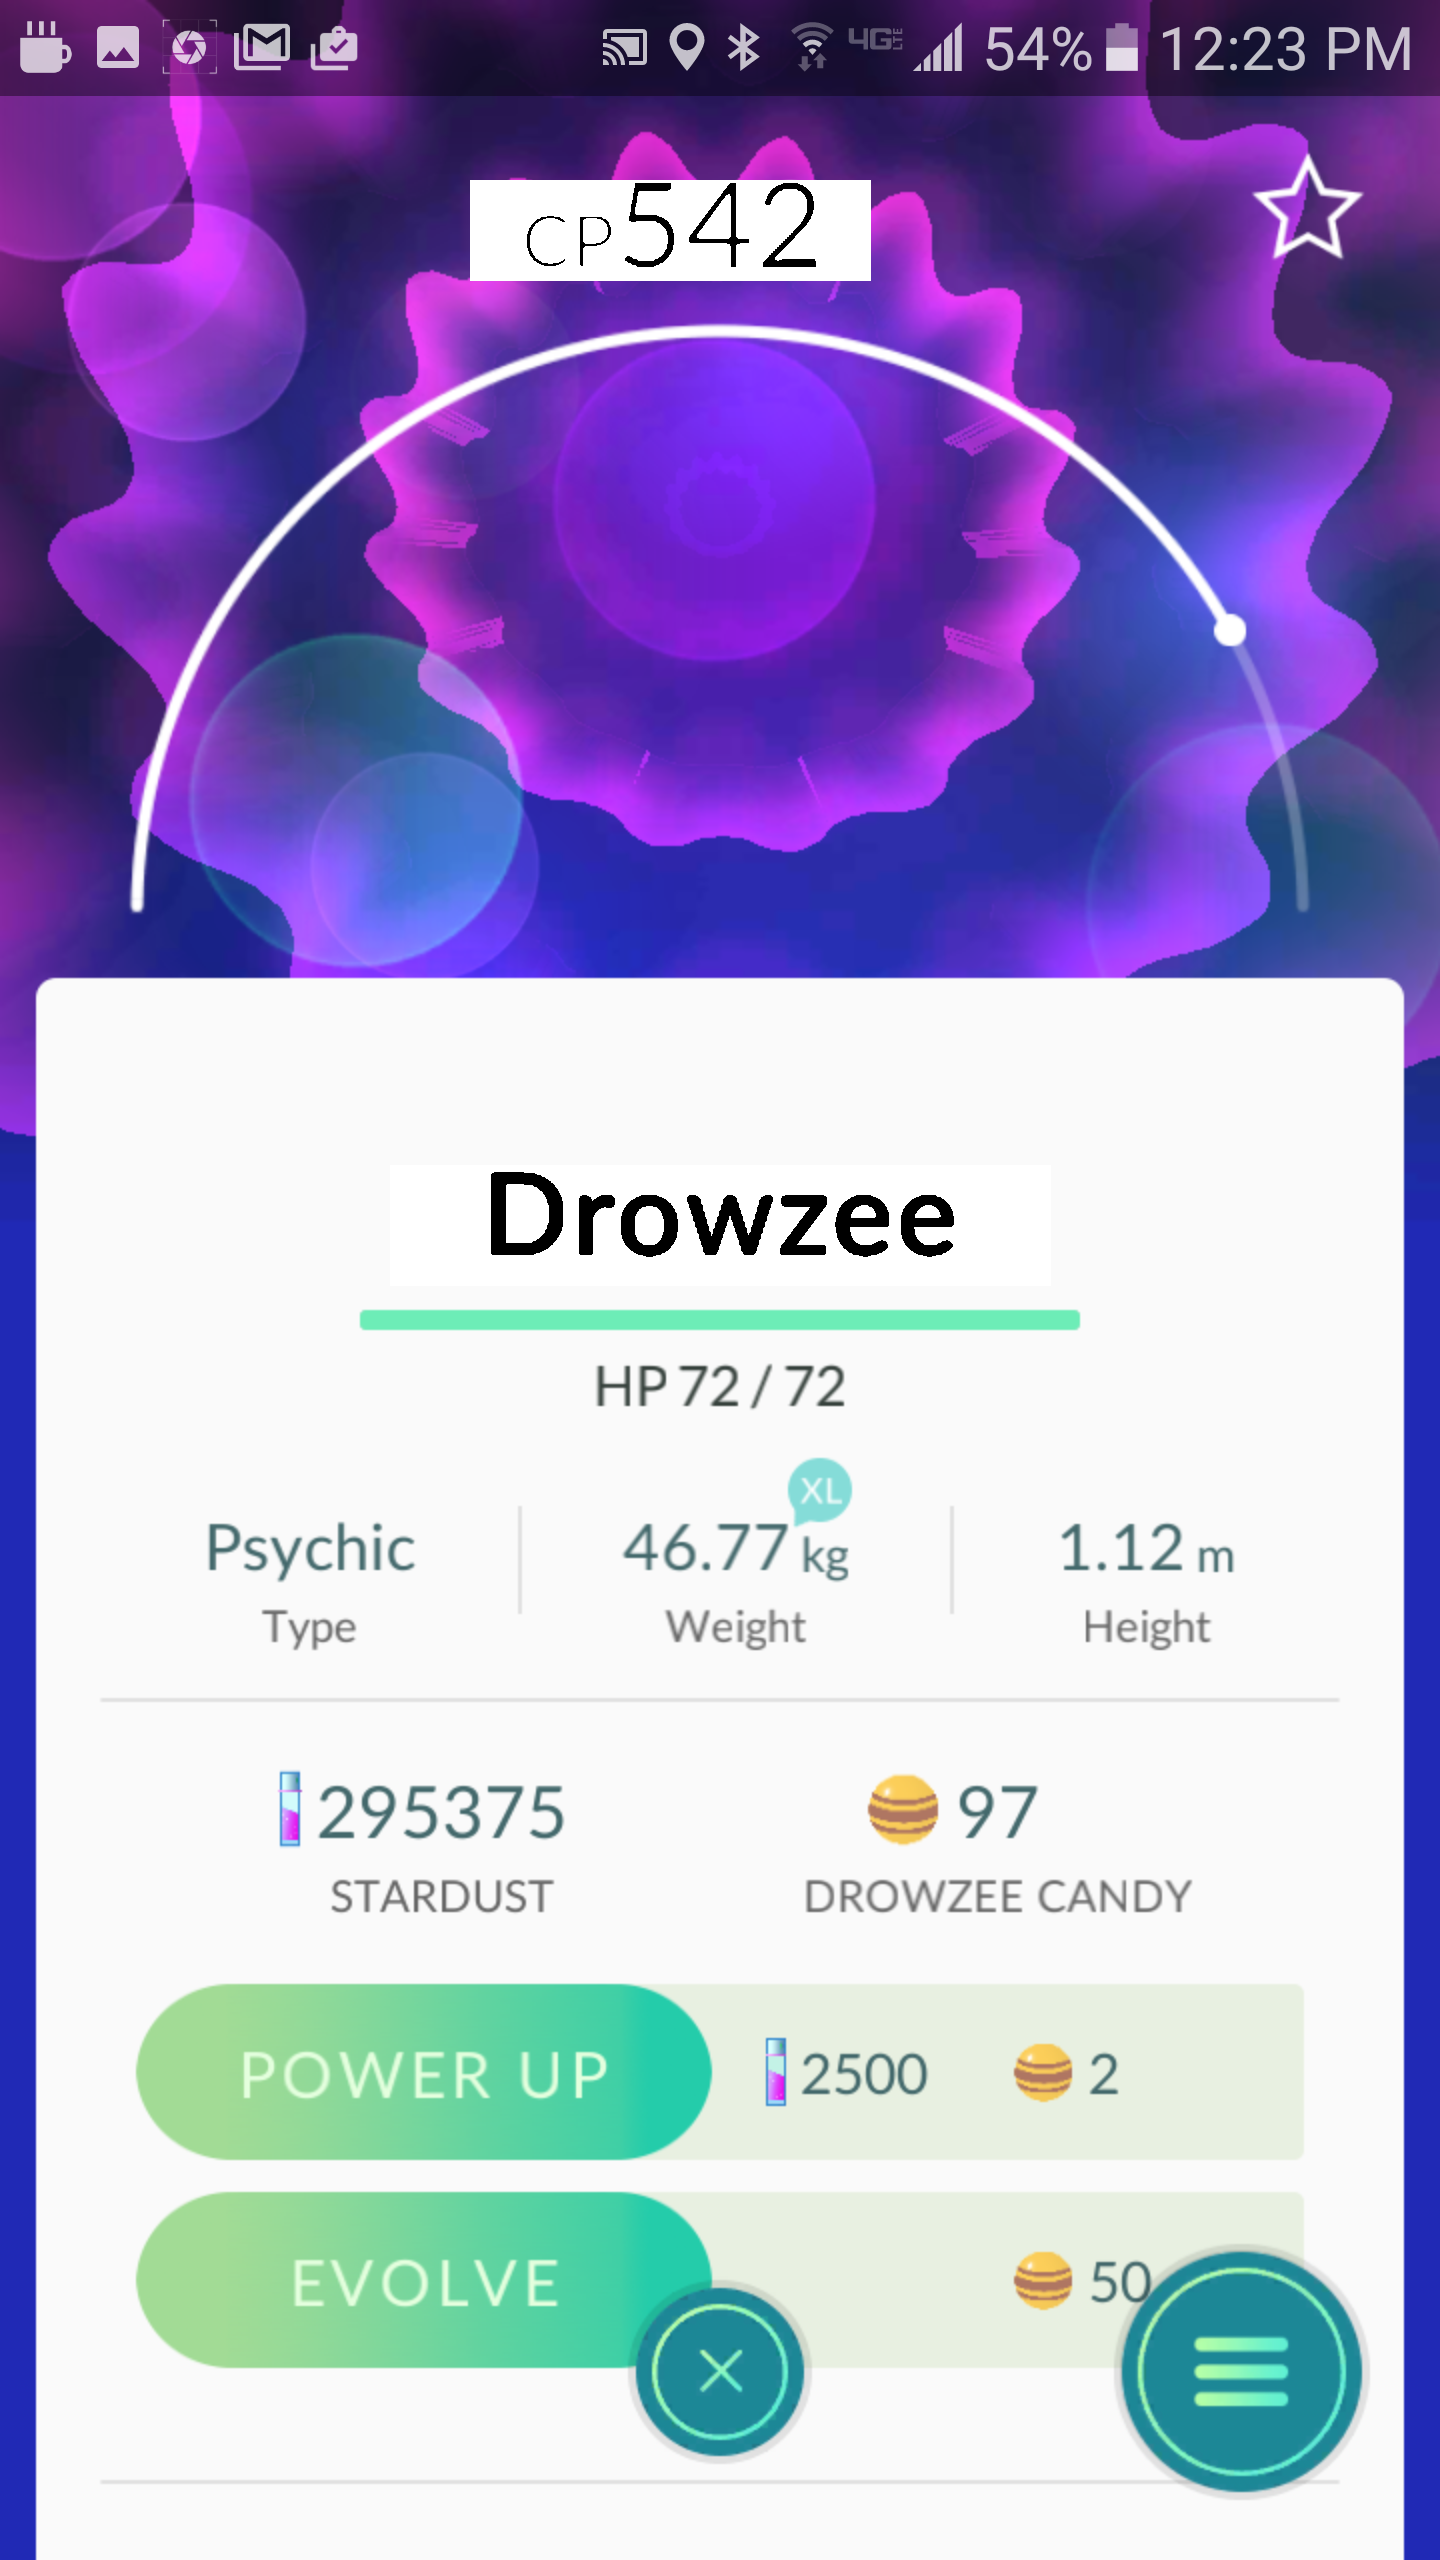 4G LTE 54% 12:23 PM
CP542
Drowzee
HP 72 / 72
XL
Psychic 46.77 kg 1.12 m
Type Weight Height
295375 97
STARDUST DROWZEE CANDY
POWER UP 2500 2
EVOLVE 50